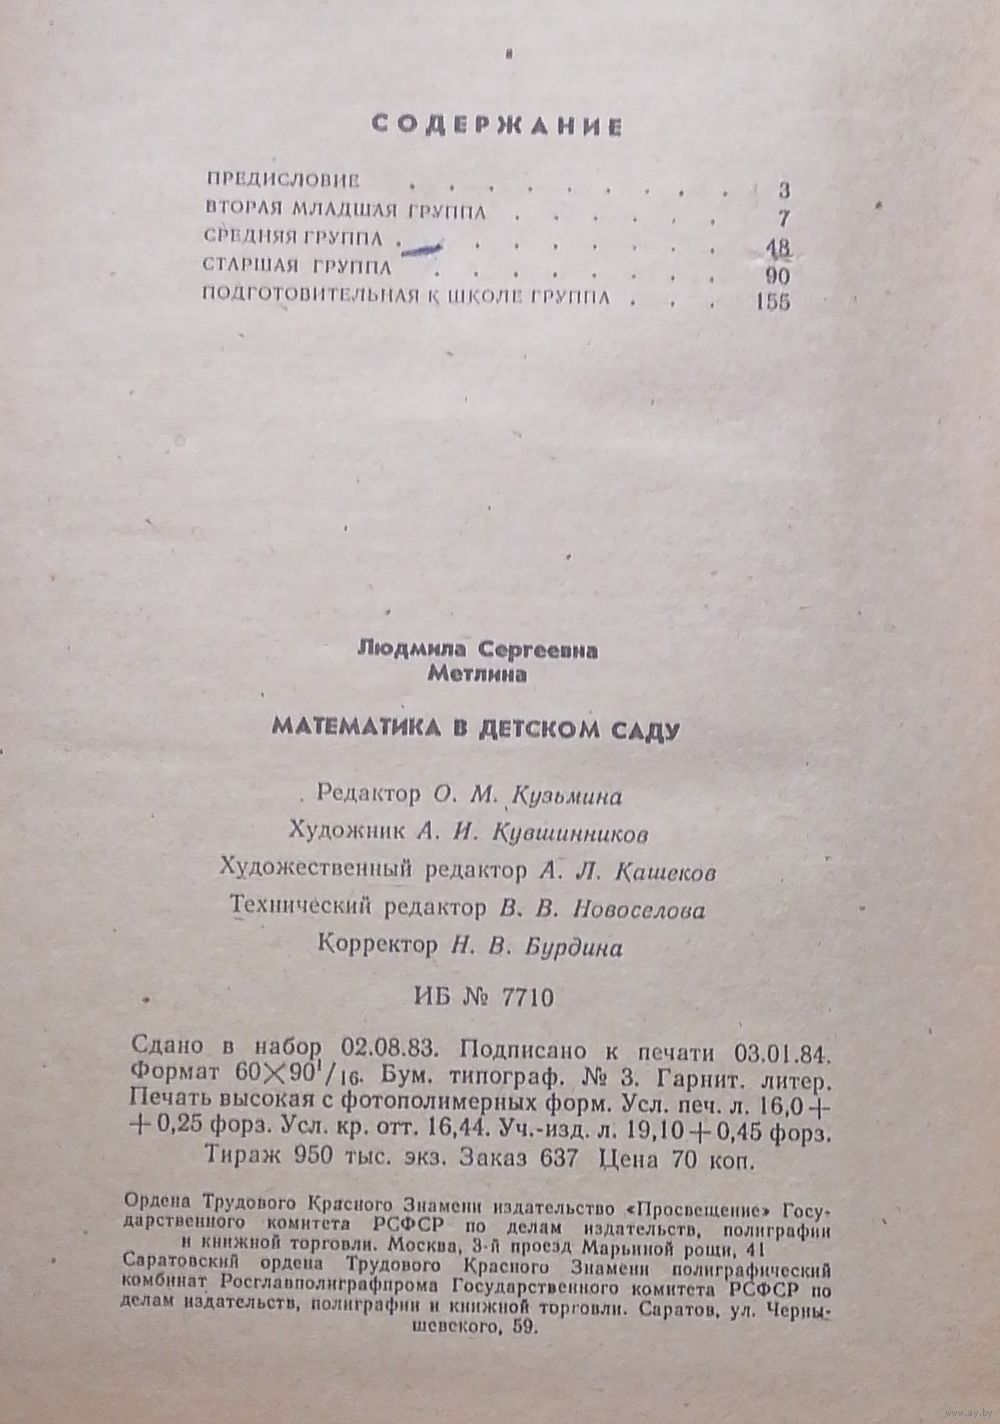 СОДЕРЖАНИЕ
ПРЕДИСЛОВИЕ . . . . . . . . . 3
ВТОРАЯ МЛАДШАЯ ГРУППА . . . . . . 7
СРЕДНЯЯ ГРУППА . . . . . . . . 48
СТАРШАЯ ГРУППА . . . . . . . . 90
ПОДГОТОВИТЕЛЬНАЯ К ШКОЛЕ ГРУППА . . . 155
Людмила Сергеевна
Метлина
МАТЕМАТИКА В ДЕТСКОМ САДУ
Редактор О. М. Кузьмина
Художник А. И. Кувшинников
Художественный редактор А. Л. Кашеков
Технический редактор В. В. Новоселова
Корректор Н. В. Бурдина
ИБ № 7710
Сдано в набор 02.08.83. Подписано к печати 03.01.84.
Формат 60×90 1/16. Бум. типограф. № 3. Гарнит. литер.
Печать высокая с фотополимерных форм. Усл. печ. л. 16,0+
+0,25 форз. Усл. кр. отт. 16,44. Уч.-изд. л. 19,10+0,45 форз.
Тираж 950 тыс. экз. Заказ 637 Цена 70 коп.
Ордена Трудового Красного Знамени издательство «Просвещение» Госу-
дарственного комитета РСФСР по делам издательств, полиграфии
и книжной торговли. Москва, 3-й проезд Марьиной рощи, 41
Саратовский ордена Трудового Красного Знамени полиграфический
комбинат Росглавполиграфпрома Государственного комитета РСФСР по
делам издательств, полиграфии и книжной торговли. Саратов, ул. Черны-
шевского, 59.
www.ay.by